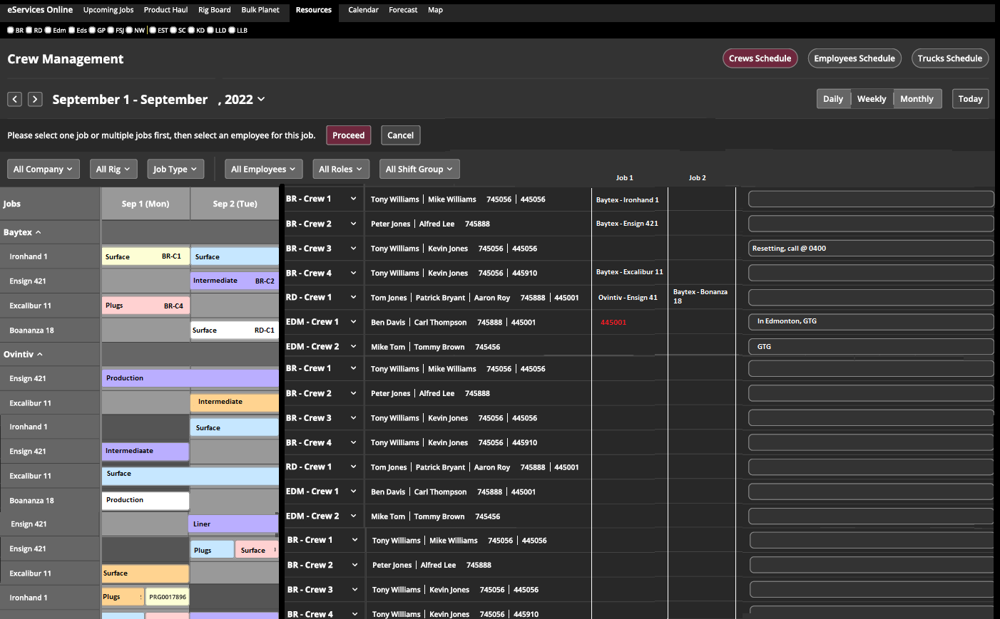 eServices Online Upcoming Jobs Product Haul Rig Board Bulk Planet Resources Calendar Forecast Map
BR RD Edm Eds GP FSJ NW EST SC KD LLD LLB
Crew Management Crews Schedule Employees Schedule Trucks Schedule
September 1 - September , 2022 Daily Weekly Monthly Today
Please select one job or multiple jobs first, then select an employee for this job. Proceed Cancel
All Company All Rig Job Type All Employees All Roles All Shift Group
Job 1 Job 2
Jobs Sep 1 (Mon) Sep 2 (Tue)
Baytex
Ironhand 1 Surface BR-C1 Surface
Ensign 421 Intermediate BR-C2
Excalibur 11 Plugs BR-C4
Boananza 18 Surface RD-C1
Ovintiv
Ensign 421 Production
Excalibur 11 Intermediate
Ironhand 1 Surface
Ensign 421 Intermediaate
Excalibur 11 Surface
Boananza 18 Production
Ensign 421 Liner
Ensign 421 Plugs Surface
Excalibur 11 Surface
Ironhand 1 Plugs PRG0017896
BR - Crew 1 Tony Williams | Mike Williams 745056 | 445056 Baytex - Ironhand 1
BR - Crew 2 Peter Jones | Alfred Lee 745888 Baytex - Ensign 421
BR - Crew 3 Tony Williams | Kevin Jones 745056 | 445056 Resetting, call @ 0400
BR - Crew 4 Tony Williams | Kevin Jones 745056 | 445910 Baytex - Excalibur 11
RD - Crew 1 Tom Jones | Patrick Bryant | Aaron Roy 745888 | 445001 Ovintiv - Ensign 41 Baytex - Bonanza
18
EDM - Crew 1 Ben Davis | Carl Thompson 745888 | 445001 445001 In Edmonton, GTG
EDM - Crew 2 Mike Tom | Tommy Brown 745456 GTG
BR - Crew 1 Tony Williams | Mike Williams 745056 | 445056
BR - Crew 2 Peter Jones | Alfred Lee 745888
BR - Crew 3 Tony Williams | Kevin Jones 745056 | 445056
BR - Crew 4 Tony Williams | Kevin Jones 745056 | 445910
RD - Crew 1 Tom Jones | Patrick Bryant | Aaron Roy 745888 | 445001
EDM - Crew 1 Ben Davis | Carl Thompson 745888 | 445001
EDM - Crew 2 Mike Tom | Tommy Brown 745456
BR - Crew 1 Tony Williams | Mike Williams 745056 | 445056
BR - Crew 2 Peter Jones | Alfred Lee 745888
BR - Crew 3 Tony Williams | Kevin Jones 745056 | 445056
BR - Crew 4 Tony Williams | Kevin Jones 745056 | 445910